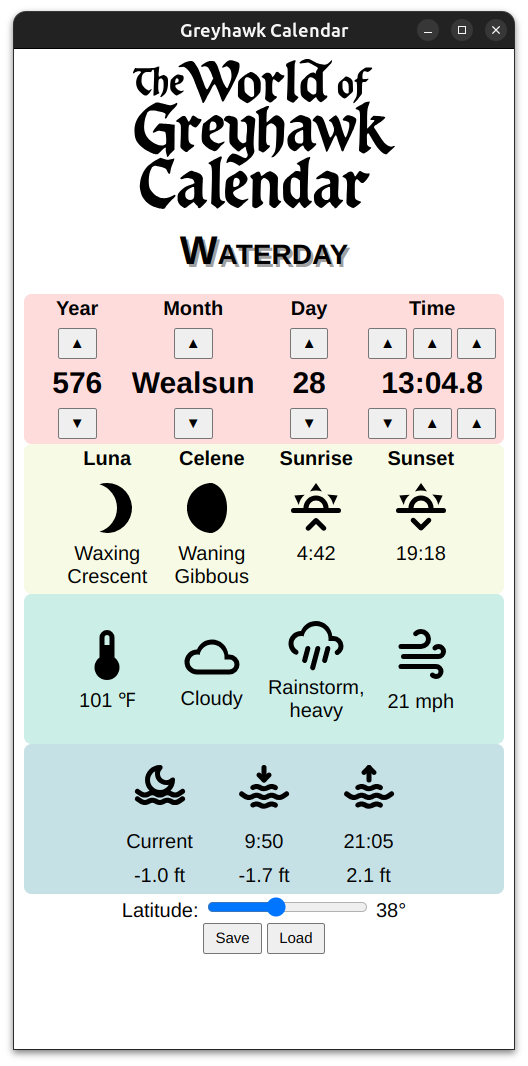 Greyhawk Calendar
The World of
Greyhawk
Calendar
Waterday
Year Month Day Time
▲ ▲ ▲ ▲ ▲ ▲
576 Wealsun 28 13:04.8
▼ ▼ ▼ ▼ ▲ ▲
Luna Celene Sunrise Sunset
Waxing Waning 4:42 19:18
Crescent Gibbous
101 °F Cloudy Rainstorm, 21 mph
heavy
Current 9:50 21:05
-1.0 ft -1.7 ft 2.1 ft
Latitude: 38°
Save Load